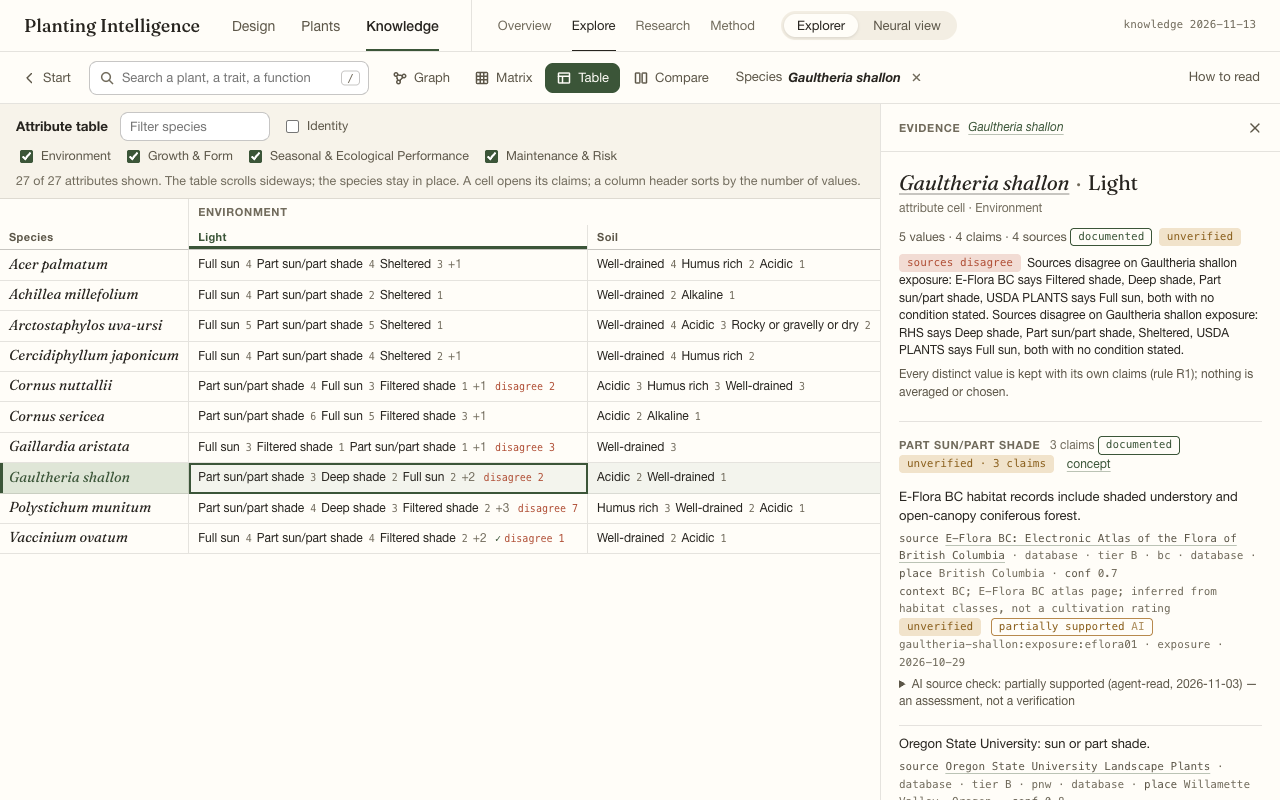 Planting Intelligence Design Plants Knowledge Overview Explore Research Method Explorer Neural view knowledge 2026-11-13
Start Search a plant, a trait, a function / Graph Matrix Table Compare Species Gaultheria shallon ✕ How to read
Attribute table Filter species Identity
Environment Growth & Form Seasonal & Ecological Performance Maintenance & Risk
27 of 27 attributes shown. The table scrolls sideways; the species stay in place. A cell opens its claims; a column header sorts by the number of values.
ENVIRONMENT
Species Light Soil
Acer palmatum Full sun 4 Part sun/part shade 4 Sheltered 3 +1 Well-drained 4 Humus rich 2 Acidic 1
Achillea millefolium Full sun 4 Part sun/part shade 2 Sheltered 1 Well-drained 2 Alkaline 1
Arctostaphylos uva-ursi Full sun 5 Part sun/part shade 5 Sheltered 1 Well-drained 4 Acidic 3 Rocky or gravelly or dry 2
Cercidiphyllum japonicum Full sun 4 Part sun/part shade 4 Sheltered 2 +1 Well-drained 4 Humus rich 2
Cornus nuttallii Part sun/part shade 4 Full sun 3 Filtered shade 1 +1 disagree 2 Acidic 3 Humus rich 3 Well-drained 3
Cornus sericea Part sun/part shade 6 Full sun 5 Filtered shade 3 +1 Acidic 2 Alkaline 1
Gaillardia aristata Full sun 3 Filtered shade 1 Part sun/part shade 1 +1 disagree 3 Well-drained 3
Gaultheria shallon Part sun/part shade 3 Deep shade 2 Full sun 2 +2 disagree 2 Acidic 2 Well-drained 1
Polystichum munitum Part sun/part shade 4 Deep shade 3 Filtered shade 2 +3 disagree 7 Humus rich 3 Well-drained 2 Acidic 1
Vaccinium ovatum Full sun 4 Part sun/part shade 4 Filtered shade 2 +2 ✓ disagree 1 Well-drained 2 Acidic 1
EVIDENCE Gaultheria shallon ✕
Gaultheria shallon · Light
attribute cell · Environment
5 values · 4 claims · 4 sources documented unverified
sources disagree Sources disagree on Gaultheria shallon
exposure: E-Flora BC says Filtered shade, Deep shade, Part
sun/part shade, USDA PLANTS says Full sun, both with no
condition stated. Sources disagree on Gaultheria shallon exposure:
RHS says Deep shade, Part sun/part shade, Sheltered, USDA
PLANTS says Full sun, both with no condition stated.
Every distinct value is kept with its own claims (rule R1); nothing is
averaged or chosen.
PART SUN/PART SHADE 3 claims documented
unverified · 3 claims concept
E-Flora BC habitat records include shaded understory and
open-canopy coniferous forest.
source E-Flora BC: Electronic Atlas of the Flora of
British Columbia · database · tier B · bc · database ·
place British Columbia · conf 0.7
context BC; E-Flora BC atlas page; inferred from
habitat classes, not a cultivation rating
unverified partially supported AI
gaultheria-shallon:exposure:eflora01 · exposure ·
2026-10-29
▶ AI source check: partially supported (agent-read, 2026-11-03) —
an assessment, not a verification
Oregon State University: sun or part shade.
source Oregon State University Landscape Plants ·
database · tier B · pnw · database · place Willamette